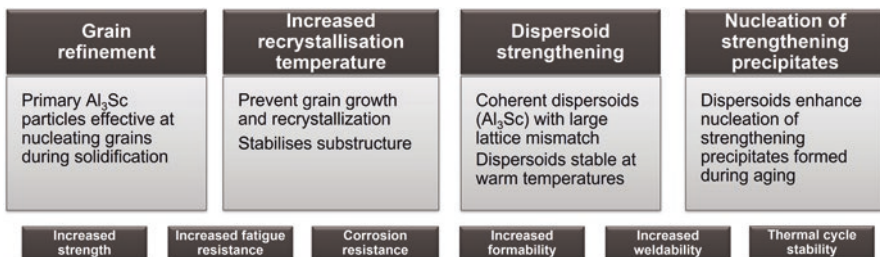 Grain
refinement
Increased
recrystallisation
temperature
Dispersoid
strengthening
Nucleation of
strengthening
precipitates
Primary Al₃Sc
particles effective at
nucleating grains
during solidification
Prevent grain growth
and recrystallization
Stabilises substructure
Coherent dispersoids
(Al₃Sc) with large
lattice mismatch
Dispersoids stable at
warm temperatures
Dispersoids enhance
nucleation of
strengthening
precipitates formed
during aging
Increased
strength
Increased fatigue
resistance
Corrosion
resistance
Increased
formability
Increased
weldability
Thermal cycle
stability